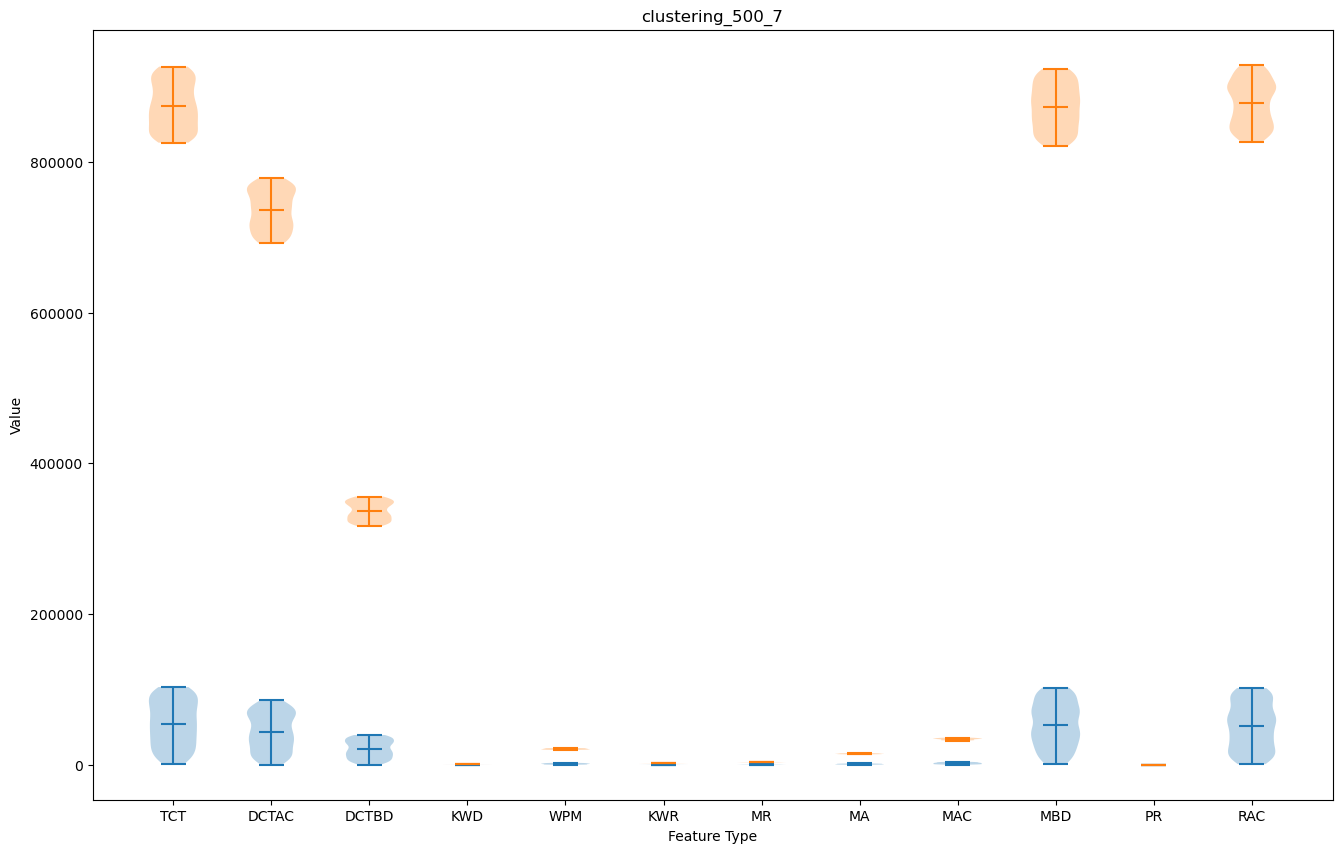 clustering_500_7
800000
600000
400000
200000
0
Value
TCT DCTAC DCTBD KWD WPM KWR MR MA MAC MBD PR RAC
Feature Type